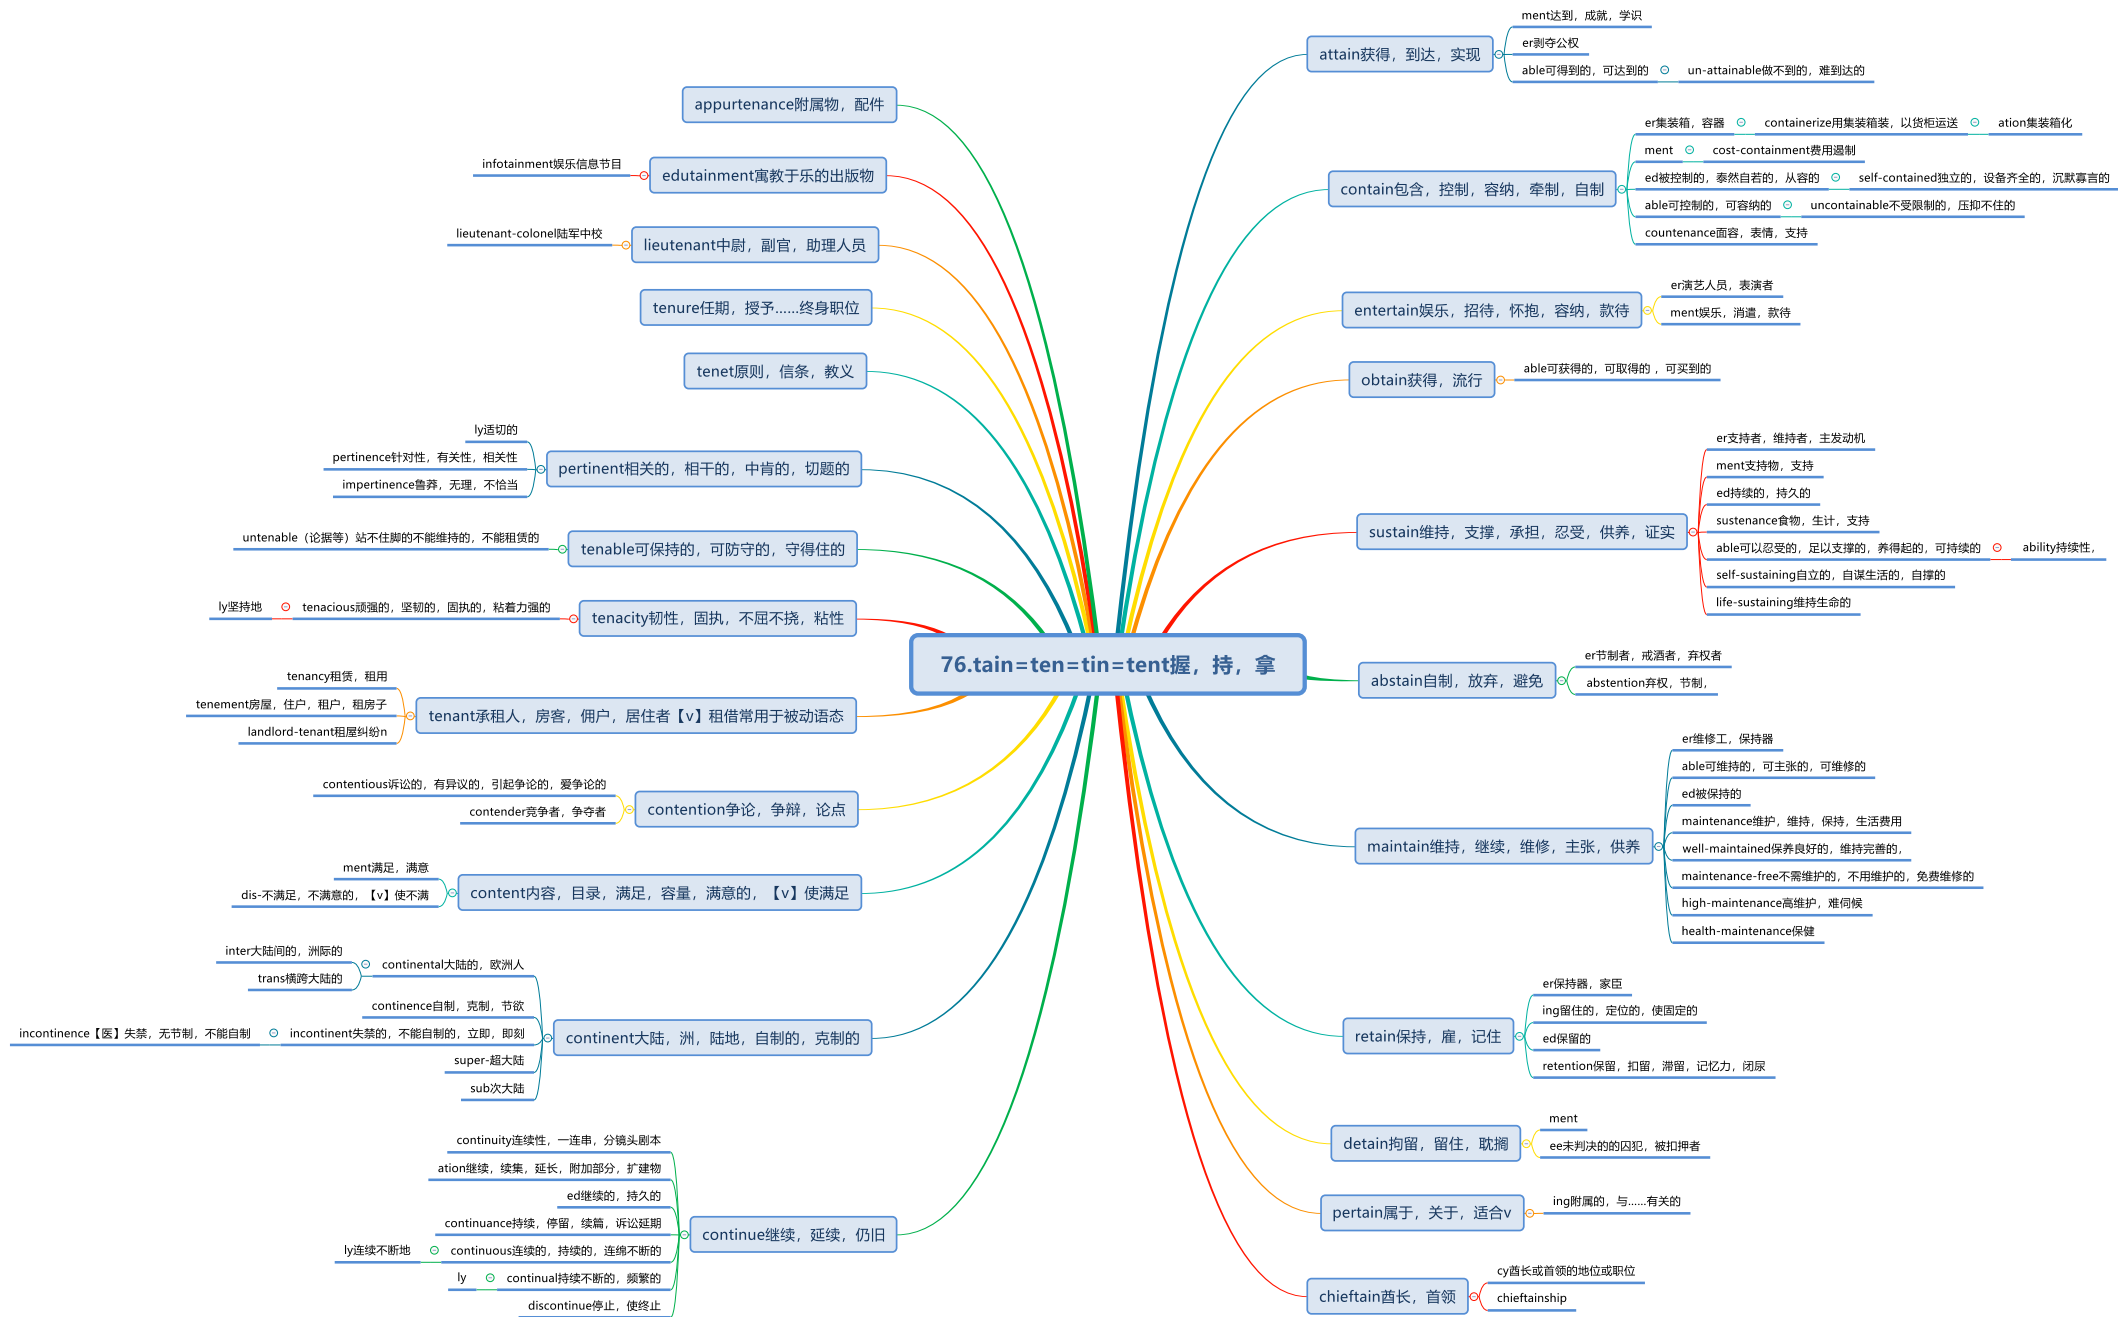 76.tain=ten=tin=tent握，持，拿
attain获得，到达，实现
ment达到，成就，学识
er剥夺公权
able可得到的，可达到的
un-attainable做不到的，难到达的
contain包含，控制，容纳，牵制，自制
er集装箱，容器
containerize用集装箱装，以货柜运送
ation集装箱化
ment
cost-containment费用遏制
ed被控制的，泰然自若的，从容的
self-contained独立的，设备齐全的，沉默寡言的
able可控制的，可容纳的
uncontainable不受限制的，压抑不住的
countenance面容，表情，支持
entertain娱乐，招待，怀抱，容纳，款待
er演艺人员，表演者
ment娱乐，消遣，款待
obtain获得，流行
able可获得的，可取得的 ，可买到的
sustain维持，支撑，承担，忍受，供养，证实
er支持者，维持者，主发动机
ment支持物，支持
ed持续的，持久的
sustenance食物，生计，支持
able可以忍受的，足以支撑的，养得起的，可持续的
ability持续性，
self-sustaining自立的，自谋生活的，自撑的
life-sustaining维持生命的
abstain自制，放弃，避免
er节制者，戒酒者，弃权者
abstention弃权，节制，
maintain维持，继续，维修，主张，供养
er维修工，保持器
able可维持的，可主张的，可维修的
ed被保持的
maintenance维护，维持，保持，生活费用
well-maintained保养良好的，维持完善的，
maintenance-free不需维护的，不用维护的，免费维修的
high-maintenance高维护，难伺候
health-maintenance保健
retain保持，雇，记住
er保持器，家臣
ing留住的，定位的，使固定的
ed保留的
retention保留，扣留，滞留，记忆力，闭尿
detain拘留，留住，耽搁
ment
ee未判决的的囚犯，被扣押者
pertain属于，关于，适合v
ing附属的，与……有关的
chieftain酋长，首领
cy酋长或首领的地位或职位
chieftainship
appurtenance附属物，配件
edutainment寓教于乐的出版物
infotainment娱乐信息节目
lieutenant中尉，副官，助理人员
lieutenant-colonel陆军中校
tenure任期，授予……终身职位
tenet原则，信条，教义
pertinent相关的，相干的，中肯的，切题的
ly适切的
pertinence针对性，有关性，相关性
impertinence鲁莽，无理，不恰当
tenable可保持的，可防守的，守得住的
untenable（论据等）站不住脚的不能维持的，不能租赁的
tenacity韧性，固执，不屈不挠，粘性
tenacious顽强的，坚韧的，固执的，粘着力强的
ly坚持地
tenant承租人，房客，佣户，居住者【v】租借常用于被动语态
tenancy租赁，租用
tenement房屋，住户，租户，租房子
landlord-tenant租屋纠纷n
contention争论，争辩，论点
contentious诉讼的，有异议的，引起争论的，爱争论的
contender竞争者，争夺者
content内容，目录，满足，容量，满意的，【v】使满足
ment满足，满意
dis-不满足，不满意的，【v】使不满
continent大陆，洲，陆地，自制的，克制的
continental大陆的，欧洲人
inter大陆间的，洲际的
trans横跨大陆的
continence自制，克制，节欲
incontinent失禁的，不能自制的，立即，即刻
incontinence【医】失禁，无节制，不能自制
super-超大陆
sub次大陆
continue继续，延续，仍旧
continuity连续性，一连串，分镜头剧本
ation继续，续集，延长，附加部分，扩建物
ed继续的，持久的
continuance持续，停留，续篇，诉讼延期
continuous连续的，持续的，连绵不断的
ly连续不断地
continual持续不断的，频繁的
ly
discontinue停止，使终止